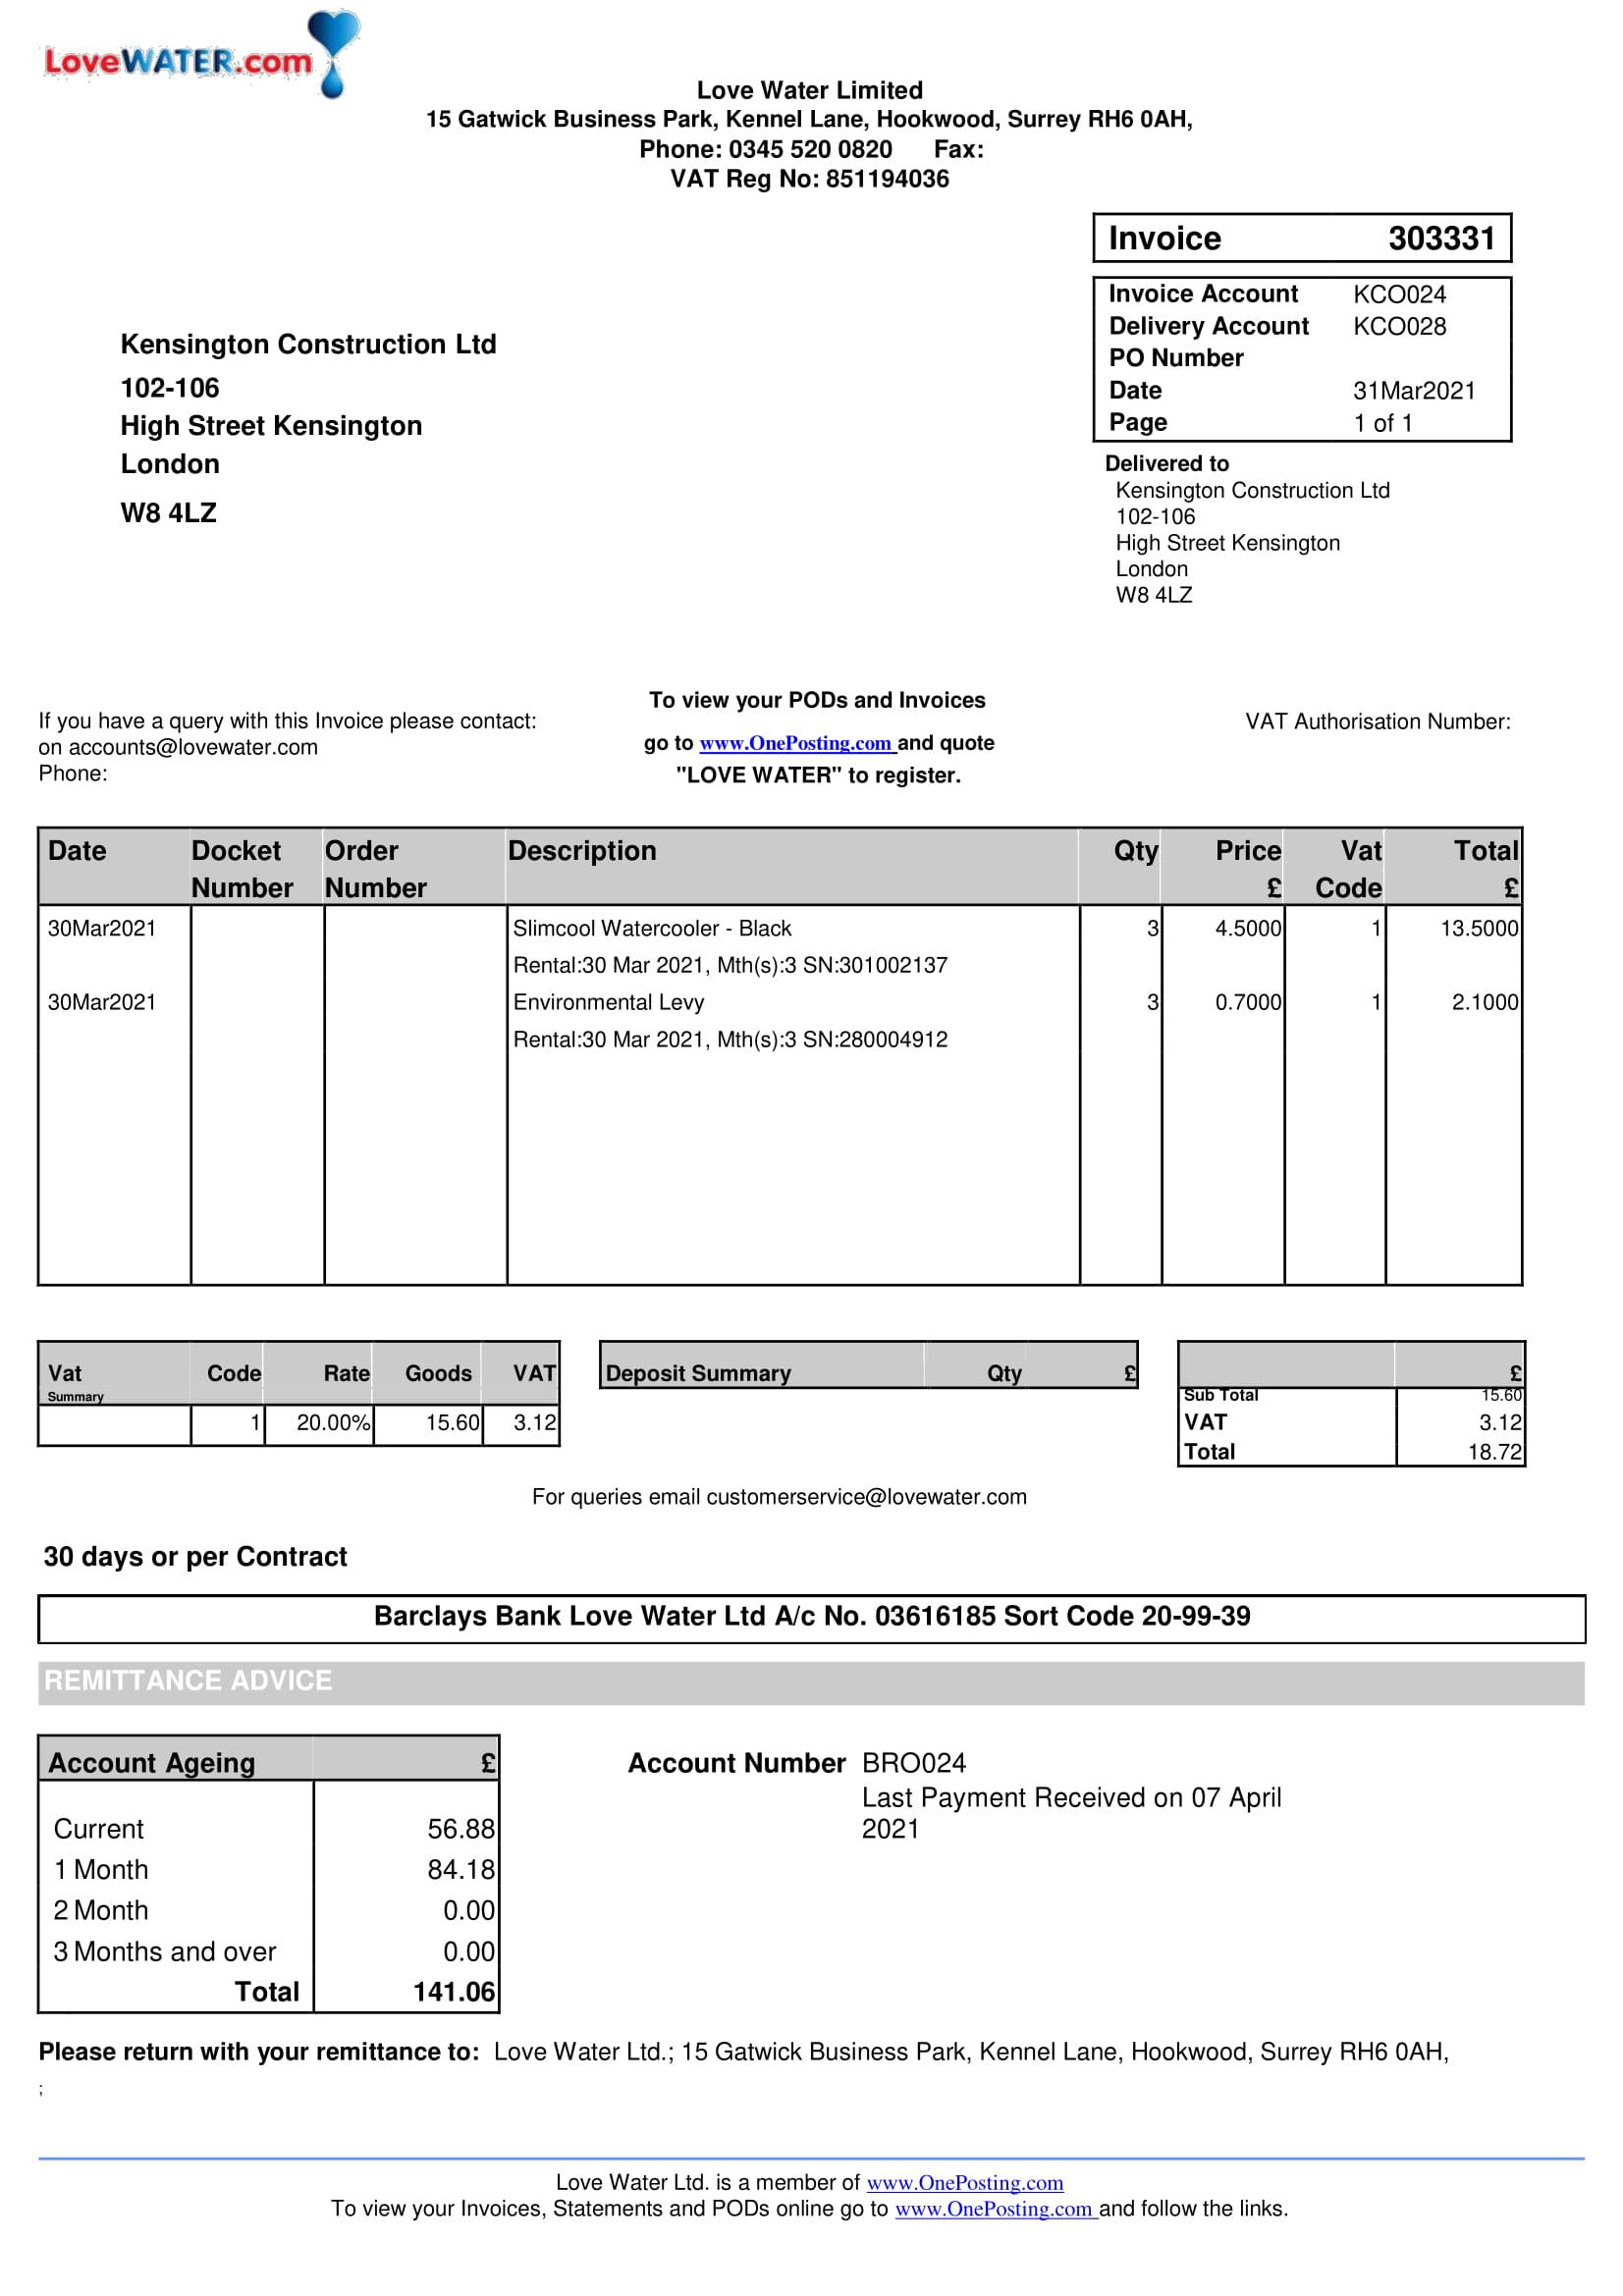 LoveWATER.com
Love Water Limited
15 Gatwick Business Park, Kennel Lane, Hookwood, Surrey RH6 0AH,
Phone: 0345 520 0820 Fax:
VAT Reg No: 851194036
Invoice 303331
Invoice Account KCO024
Delivery Account KCO028
PO Number
Date 31Mar2021
Page 1 of 1
Kensington Construction Ltd
102-106
High Street Kensington
London
W8 4LZ
Delivered to
Kensington Construction Ltd
102-106
High Street Kensington
London
W8 4LZ
If you have a query with this Invoice please contact:
on accounts@lovewater.com
Phone:
To view your PODs and Invoices
go to www.OnePosting.com and quote
"LOVE WATER" to register.
VAT Authorisation Number:
Date Docket Number Order Number Description Qty Price £ Vat Code Total £
30Mar2021 Slimcool Watercooler - Black 3 4.5000 1 13.5000
Rental:30 Mar 2021, Mth(s):3 SN:301002137
30Mar2021 Environmental Levy 3 0.7000 1 2.1000
Rental:30 Mar 2021, Mth(s):3 SN:280004912
Vat Summary Code Rate Goods VAT
1 20.00% 15.60 3.12
Deposit Summary Qty £
£
Sub Total 15.60
VAT 3.12
Total 18.72
For queries email customerservice@lovewater.com
30 days or per Contract
Barclays Bank Love Water Ltd A/c No. 03616185 Sort Code 20-99-39
REMITTANCE ADVICE
Account Ageing £
Current 56.88
1 Month 84.18
2 Month 0.00
3 Months and over 0.00
Total 141.06
Account Number BRO024
Last Payment Received on 07 April
2021
Please return with your remittance to: Love Water Ltd.; 15 Gatwick Business Park, Kennel Lane, Hookwood, Surrey RH6 0AH,
;
Love Water Ltd. is a member of www.OnePosting.com
To view your Invoices, Statements and PODs online go to www.OnePosting.com and follow the links.